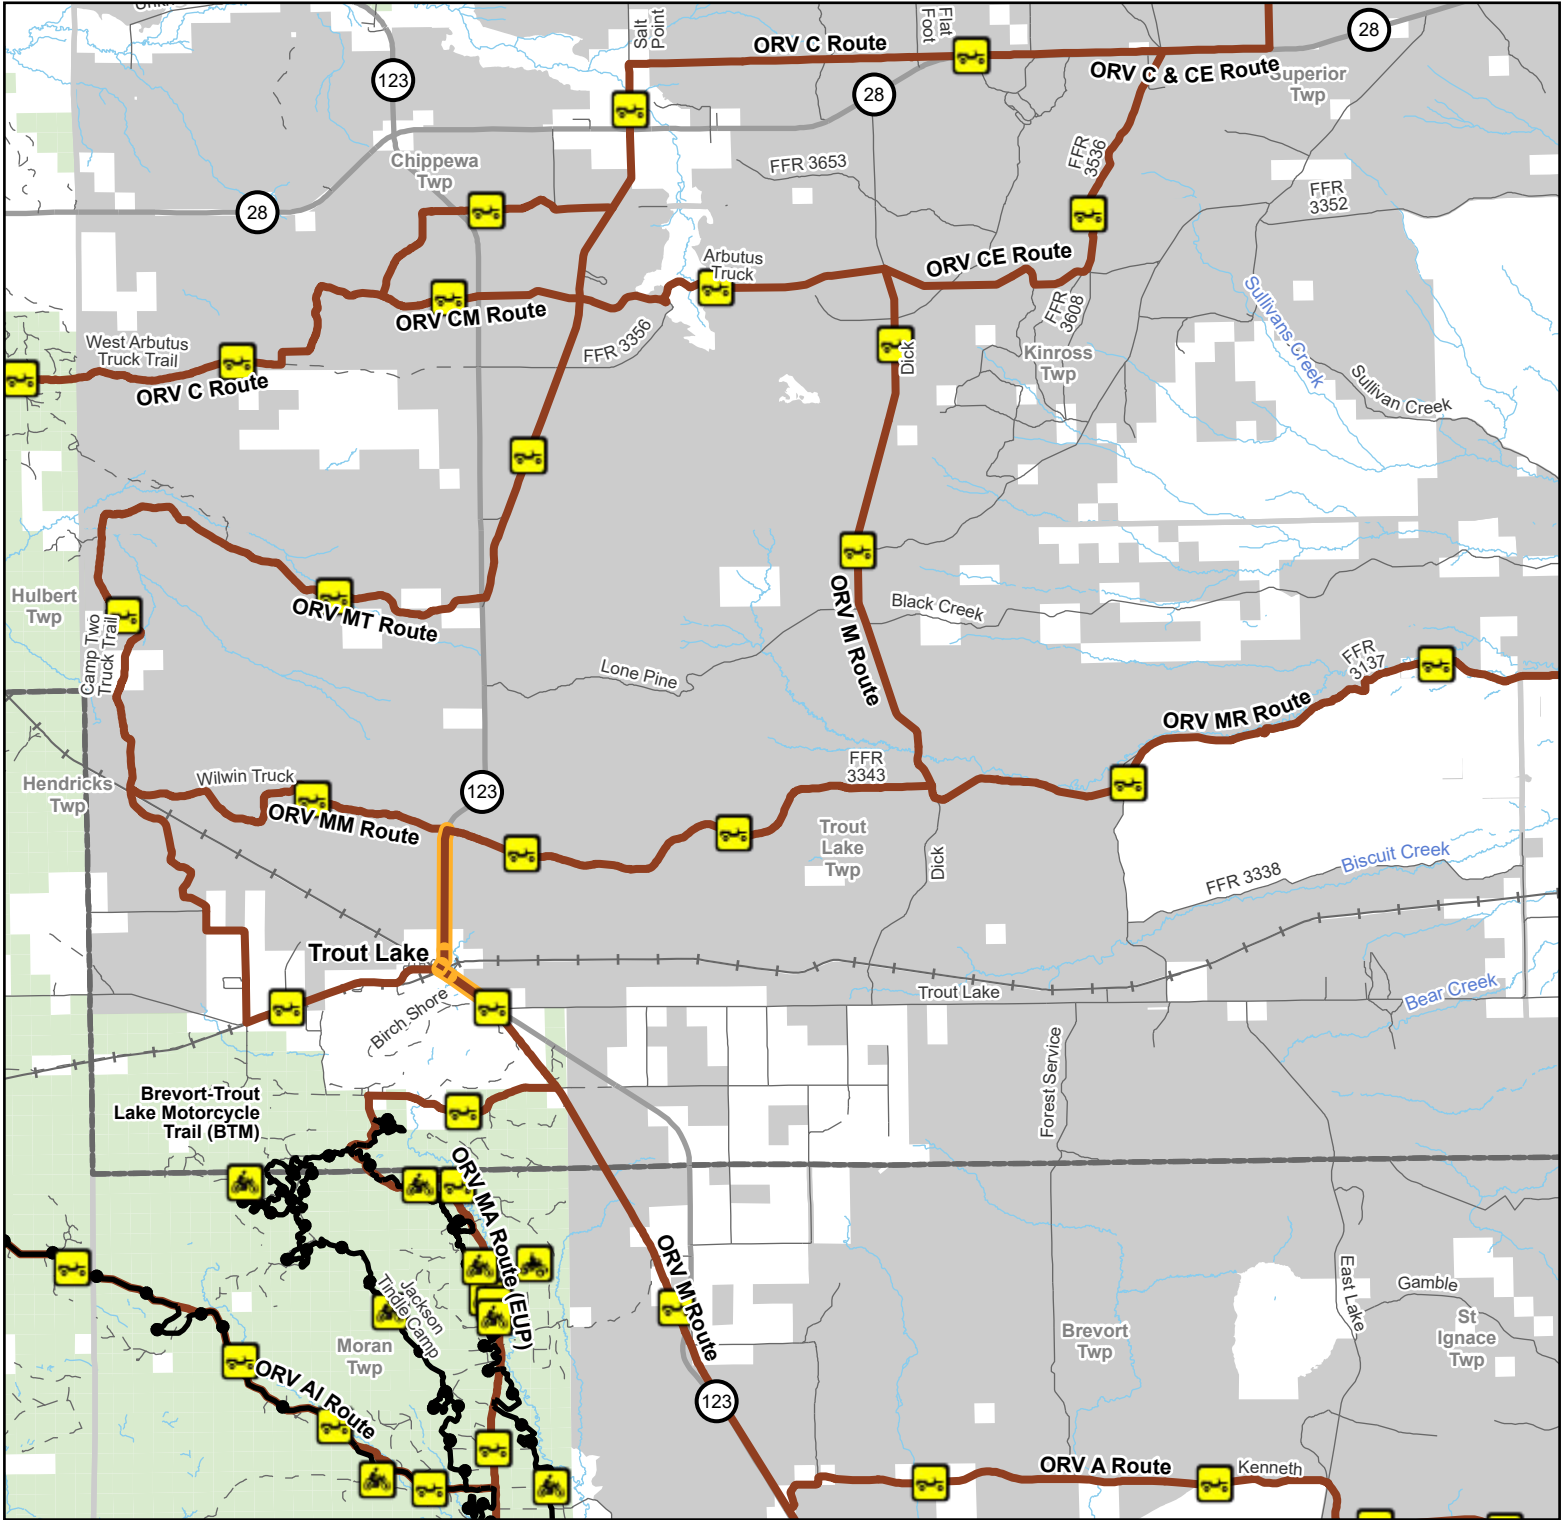 Salt
Point
Flat
Foot
ORV C Route
28
ORV C & CE Route
Superior
Twp
123
28
Chippewa
Twp
FFR 3653
FFR
3536
FFR
3352
28
Arbutus
Truck
ORV CE Route
ORV CM Route
FFR
3608
Sullivans Creek
West Arbutus
Truck Trail
FFR 3356
Dick
Kinross
Twp
ORV C Route
Sullivan Creek
Hulbert
Twp
Camp Two
Truck Trail
ORV MT Route
ORV M Route
Black Creek
Lone Pine
FFR
3137
ORV MR Route
Hendricks
Twp
Wilwin Truck
123
FFR
3343
ORV MM Route
Trout
Lake
Twp
Dick
Biscuit Creek
FFR 3338
Trout Lake
Birch Shore
Trout Lake
Bear Creek
Forest Service
Brevort-Trout
Lake Motorcycle
Trail (BTM)
ORV MA Route (EUP)
ORV M Route
Jackson
Tindle Camp
Moran
Twp
East Lake
Gamble
Brevort
Twp
St
Ignace
Twp
ORV AI Route
123
ORV A Route
Kenneth